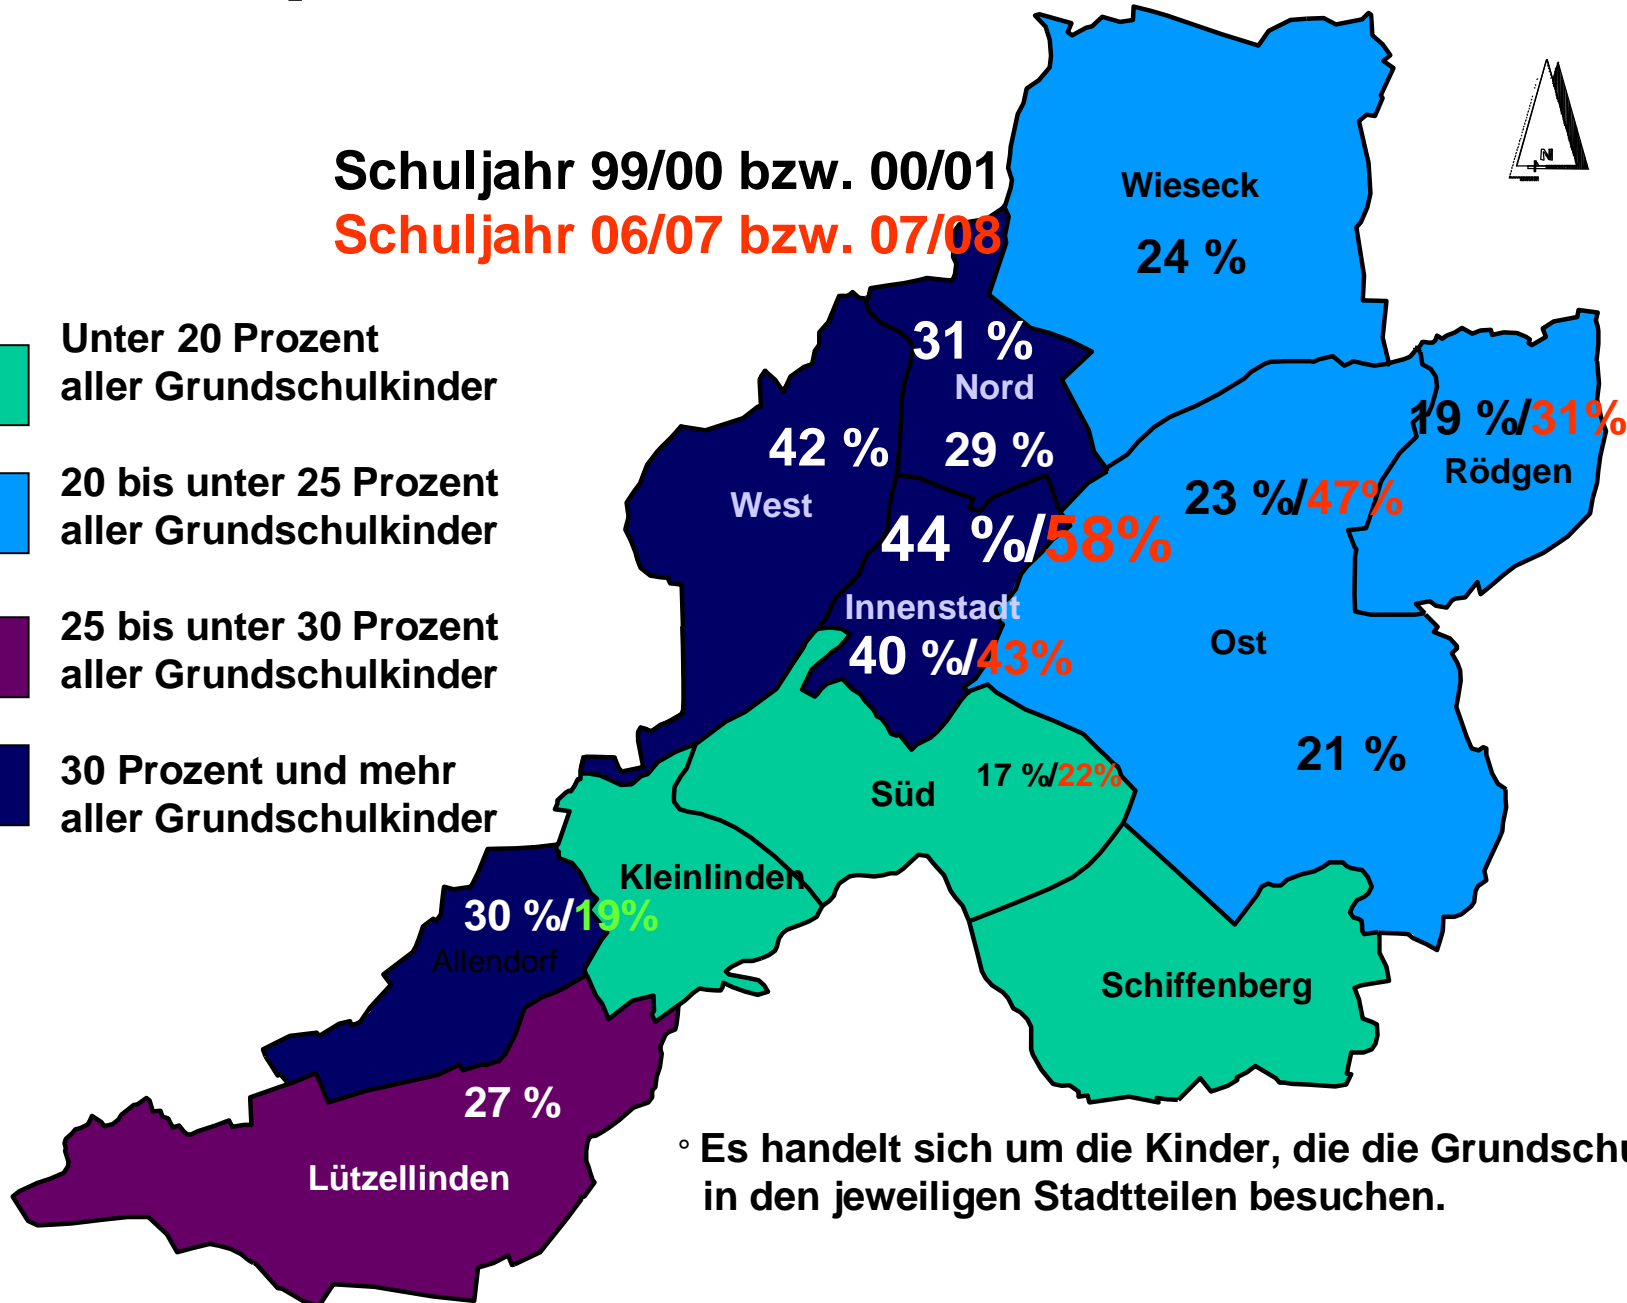 Schuljahr 99/00 bzw. 00/01
Schuljahr 06/07 bzw. 07/08
Unter 20 Prozent
aller Grundschulkinder
20 bis unter 25 Prozent
aller Grundschulkinder
25 bis unter 30 Prozent
aller Grundschulkinder
30 Prozent und mehr
aller Grundschulkinder
N
Wieseck
24 %
31 %
Nord
29 %
42 %
West
19 %/31%
Rödgen
23 %/47%
44 %/58%
Innenstadt
40 %/43%
Ost
21 %
Süd
17 %/22%
Kleinlinden
30 %/19%
Allendorf
Schiffenberg
27 %
Lützellinden
° Es handelt sich um die Kinder, die die Grundschu
in den jeweiligen Stadtteilen besuchen.